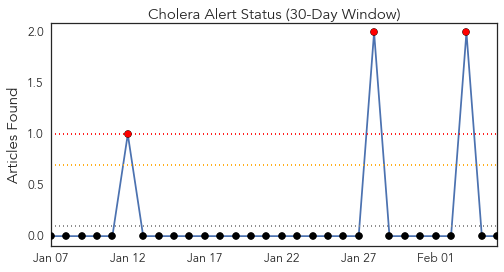 Cholera Alert Status (30-Day Window)
2.0
1.5
1.0
0.5
0.0
Articles Found
Jan 07 Jan 12 Jan 17 Jan 22 Jan 27 Feb 01